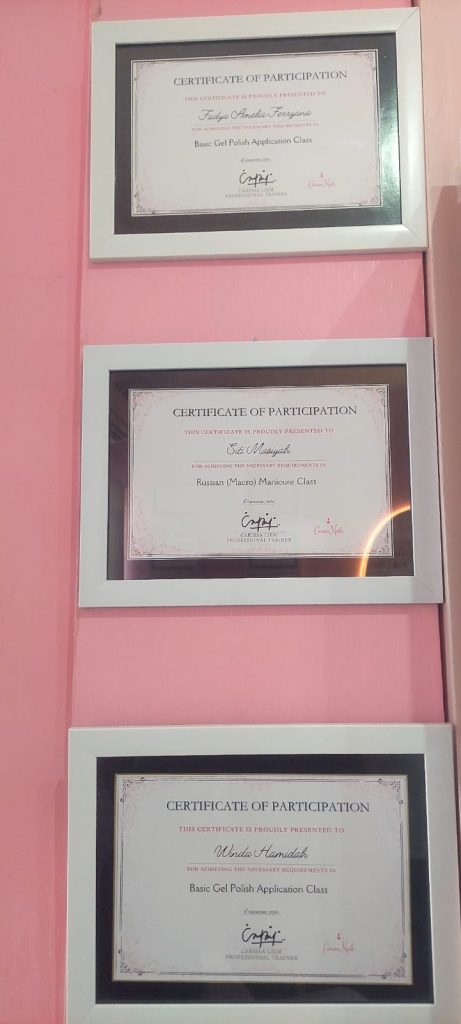 CERTIFICATE OF PARTICIPATION
THIS CERTIFICATE IS PROUDLY PRESENTED TO
Fadya Amelia Ferryana
FOR ACHIEVING THE NECESSARY REQUIREMENTS IN
Basic Gel Polish Application Class
CARISSA LIEM
PROFESSIONAL TRAINER
CERTIFICATE OF PARTICIPATION
THIS CERTIFICATE IS PROUDLY PRESENTED TO
Siti Masiyah
FOR ACHIEVING THE NECESSARY REQUIREMENTS IN
Russian (Macro) Manicure Class
CARISSA LIEM
PROFESSIONAL TRAINER
CERTIFICATE OF PARTICIPATION
THIS CERTIFICATE IS PROUDLY PRESENTED TO
Winda Hamidah
FOR ACHIEVING THE NECESSARY REQUIREMENTS IN
Basic Gel Polish Application Class
CARISSA LIEM
PROFESSIONAL TRAINER